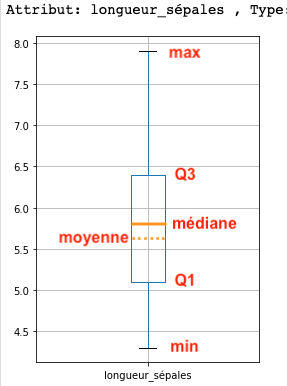 Attribut: longueur_sépales , Type:
8.0
max
7.5
7.0
6.5
Q3
6.0
médiane
moyenne
5.5
Q1
5.0
4.5
min
longueur_sépales